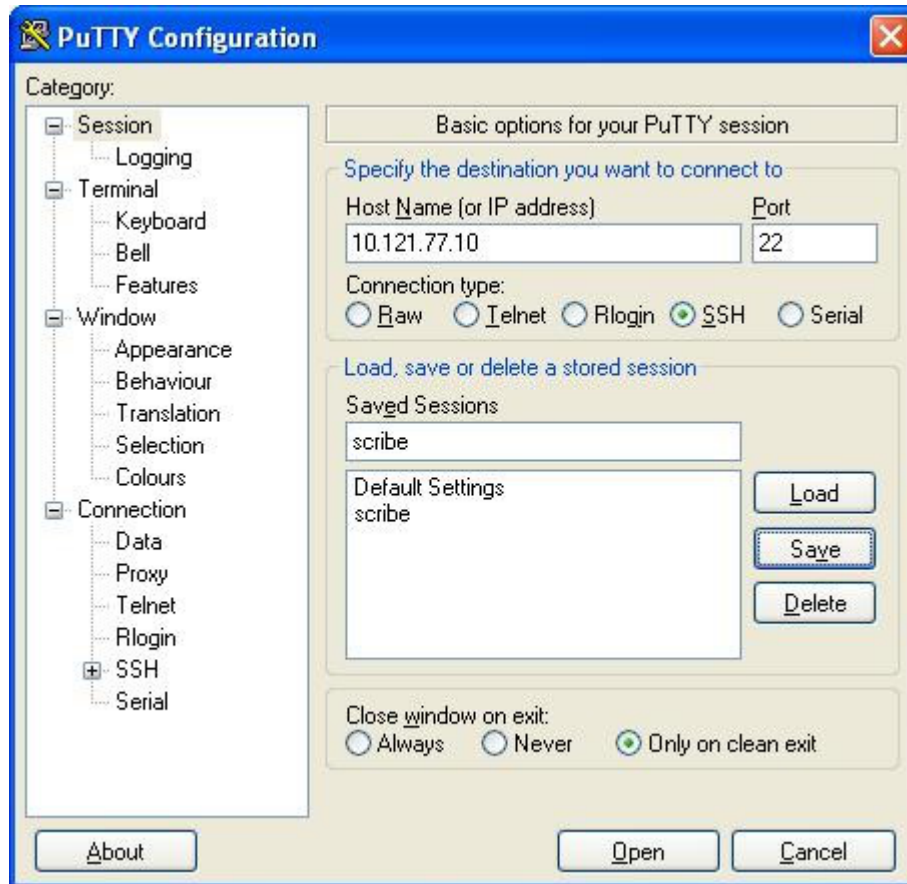 PuTTY Configuration
Category:
Session
Logging
Terminal
Keyboard
Bell
Features
Window
Appearance
Behaviour
Translation
Selection
Colours
Connection
Data
Proxy
Telnet
Rlogin
SSH
Serial
Basic options for your PuTTY session
Specify the destination you want to connect to
Host Name (or IP address) Port
10.121.77.10 22
Connection type:
Raw Telnet Rlogin SSH Serial
Load, save or delete a stored session
Saved Sessions
scribe
Default Settings
scribe
Load
Save
Delete
Close window on exit:
Always Never Only on clean exit
About Open Cancel